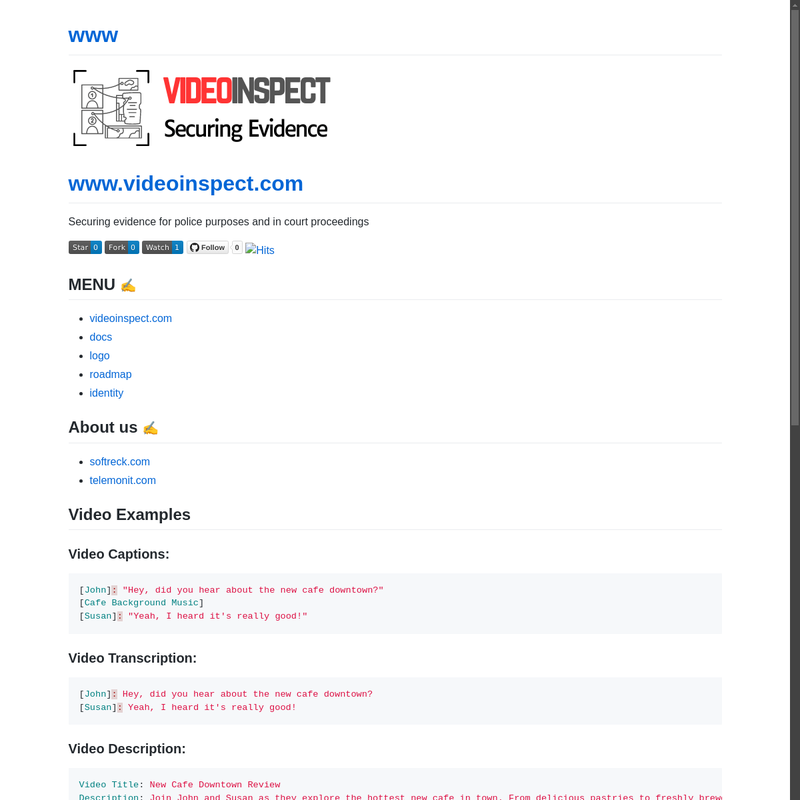 www
VIDEOINSPECT
Securing Evidence
www.videoinspect.com
Securing evidence for police purposes and in court proceedings
Star 0 Fork 0 Watch 1 Follow 0 Hits
MENU ✍️
videoinspect.com
docs
logo
roadmap
identity
About us ✍️
softreck.com
telemonit.com
Video Examples
Video Captions:
[John]: "Hey, did you hear about the new cafe downtown?"
[Cafe Background Music]
[Susan]: "Yeah, I heard it's really good!"
Video Transcription:
[John]: Hey, did you hear about the new cafe downtown?
[Susan]: Yeah, I heard it's really good!
Video Description:
Video Title: New Cafe Downtown Review
Description: Join John and Susan as they explore the hottest new cafe in town. From delicious pastries to freshly brew